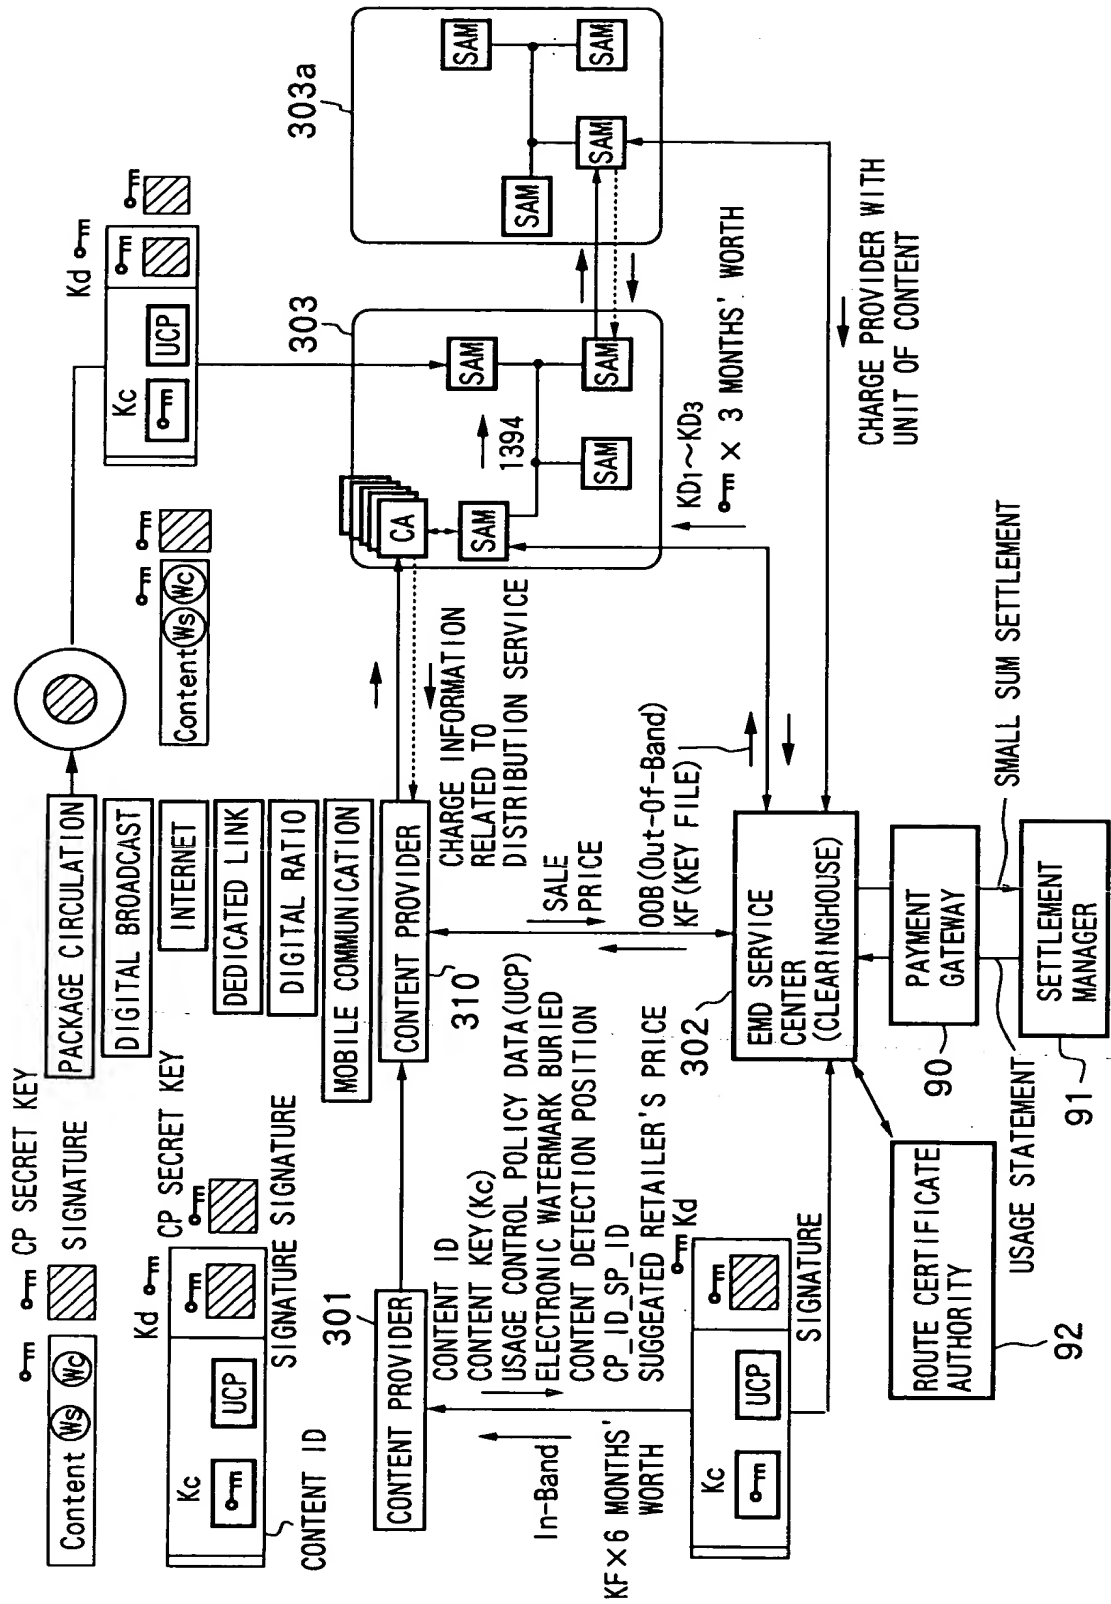 CP SECRET KEY
SIGNATURE
Content Ws Wc
Kd
CP SECRET KEY
Kc
UCP
SIGNATURE
SIGNATURE
CONTENT ID
PACKAGE CIRCULATION
DIGITAL BROADCAST
INTERNET
DEDICATED LINK
DIGITAL RATIO
MOBILE COMMUNICATION
CONTENT PROVIDER
310
CONTENT PROVIDER
301
Content Ws Wc
Kd
Kc
UCP
303
303a
CA
SAM
SAM
SAM
SAM
1394
SAM
SAM
SAM
SAM
CHARGE INFORMATION
RELATED TO
DISTRIBUTION SERVICE
KD1~KD3
× 3 MONTHS' WORTH
CHARGE PROVIDER WITH
UNIT OF CONTENT
SALE
PRICE
OOB(Out-Of-Band)
KF(KEY FILE)
CONTENT ID
CONTENT KEY(Kc)
USAGE CONTROL POLICY DATA(UCP)
ELECTRONIC WATERMARK BURIED
CONTENT DETECTION POSITION
CP_ID_SP_ID
SUGGEATED RETAILER'S PRICE
In-Band
KF×6 MONTHS'
WORTH
Kd
Kc
UCP
SIGNATURE
302
EMD SERVICE
CENTER
(CLEARINGHOUSE)
PAYMENT
GATEWAY
90
SMALL SUM SETTLEMENT
USAGE STATEMENT
SETTLEMENT
MANAGER
91
ROUTE CERTIFICATE
AUTHORITY
92